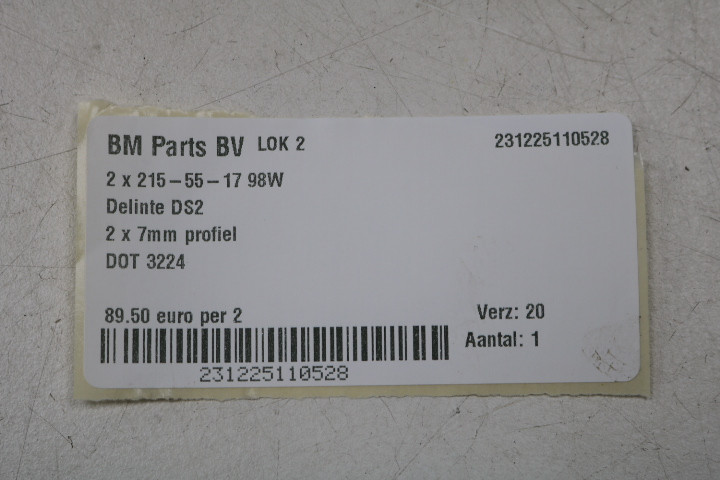 BM Parts BV LOK 2 231225110528
2 x 215-55-17 98W
Delinte DS2
2 x 7mm profiel
DOT 3224
89.50 euro per 2 Verz: 20
Aantal: 1
231225110528